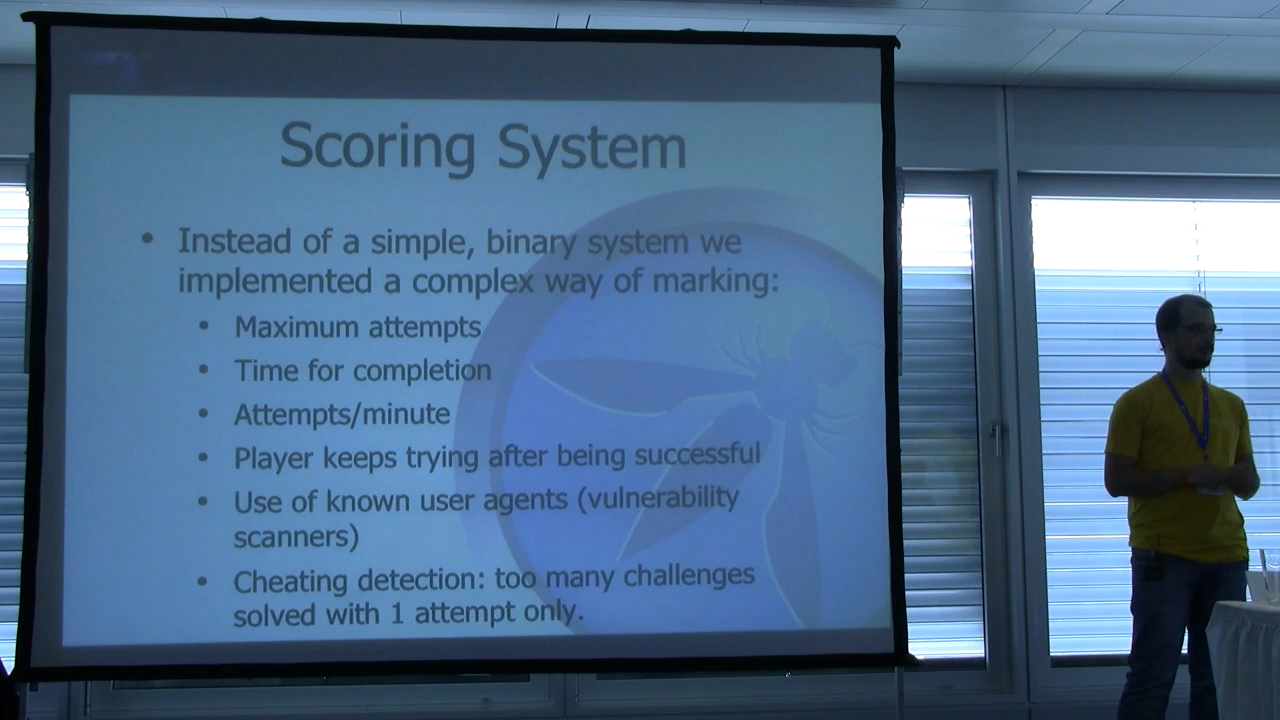 Scoring System
• Instead of a simple, binary system we
implemented a complex way of marking:
• Maximum attempts
• Time for completion
• Attempts/minute
• Player keeps trying after being successful
• Use of known user agents (vulnerability
scanners)
• Cheating detection: too many challenges
solved with 1 attempt only.